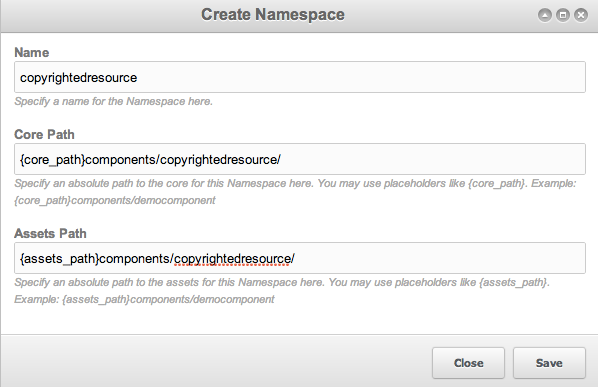 Create Namespace
Name
copyrightedresource
Specify a name for the Namespace here.
Core Path
{core_path}components/copyrightedresource/
Specify an absolute path to the core for this Namespace here. You may use placeholders like {core_path}. Example:
{core_path}components/democomponent
Assets Path
{assets_path}components/copyrightedresource/
Specify an absolute path to the assets for this Namespace here. You may use placeholders like {assets_path}.
Example: {assets_path}components/democomponent
Close Save